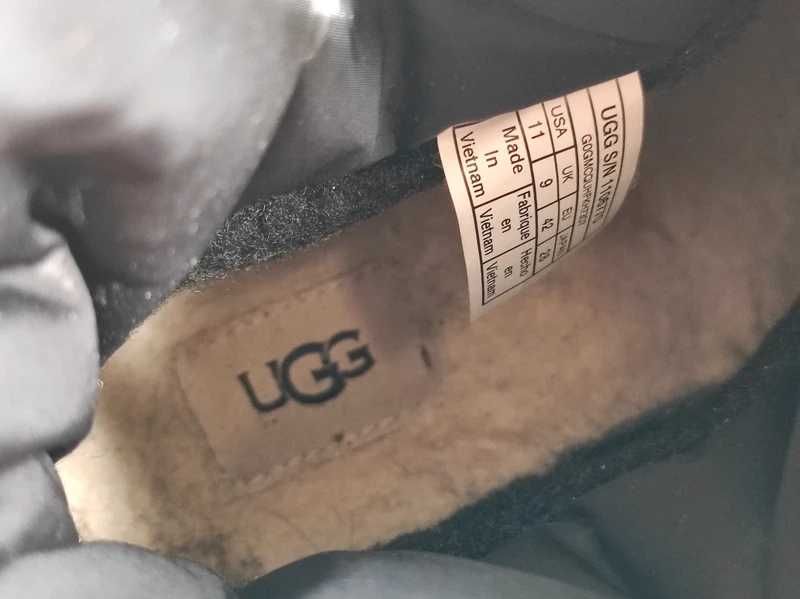 UGG S/N
USA UK EU
11 9 42
Made Fabrique Hecho
In en en
Vietnam Vietnam Vietnam
UGG